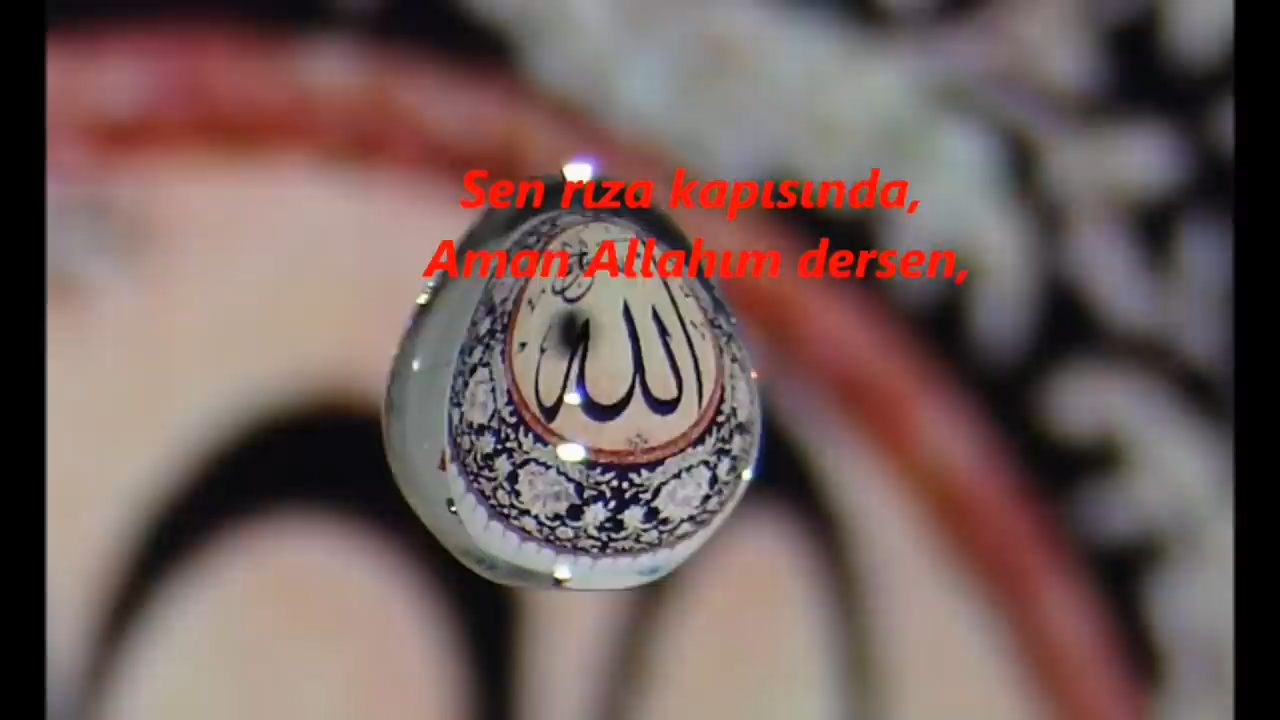 Sen rıza kapısında,
Aman Allahım dersen,
الله